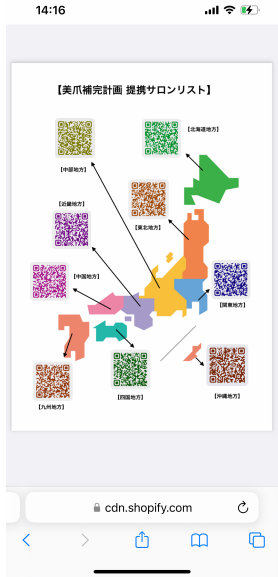 14:16
【美爪補完計画 提携サロンリスト】
【北海道地方】
【中部地方】
【東北地方】
【近畿地方】
【中国地方】
【関東地方】
【四国地方】
【沖縄地方】
【九州地方】
cdn.shopify.com